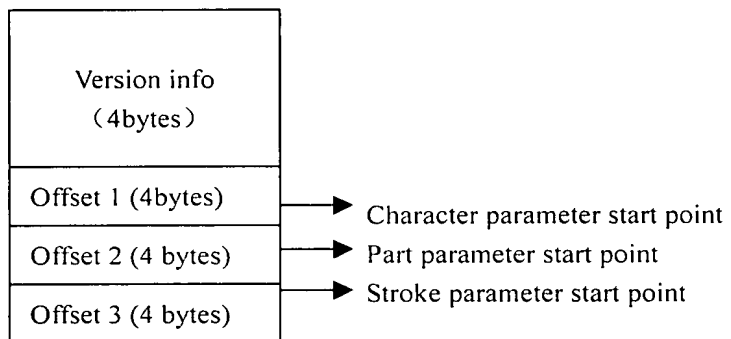 Version info
（4bytes）
Offset 1 (4bytes)
Character parameter start point
Offset 2 (4 bytes)
Part parameter start point
Stroke parameter start point
Offset 3 (4 bytes)